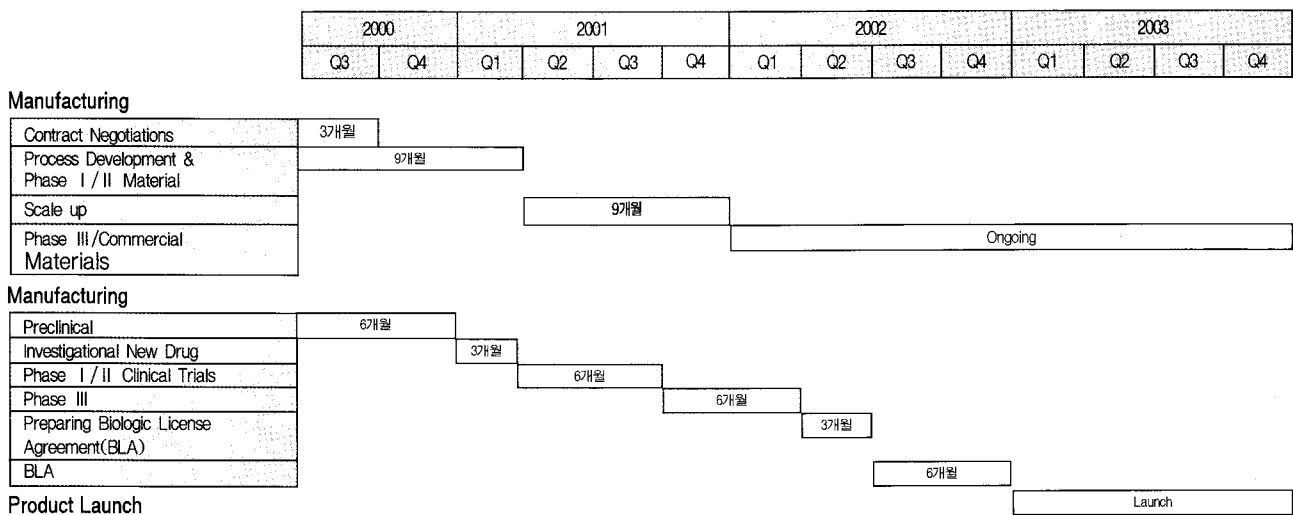 2000 2001 2002 2003
Q3 Q4 Q1 Q2 Q3 Q4 Q1 Q2 Q3 Q4 Q1 Q2 Q3 Q4
Manufacturing
Contract Negotiations 3개월
Process Development & 9개월
Phase I / II Material
Scale up 9개월
Phase III/Commercial Ongoing
Materials
Manufacturing
Preclinical 6개월
Investigational New Drug 3개월
Phase I / II Clinical Trials 6개월
Phase III 6개월
Preparing Biologic License 3개월
Agreement(BLA)
BLA 6개월
Product Launch Launch